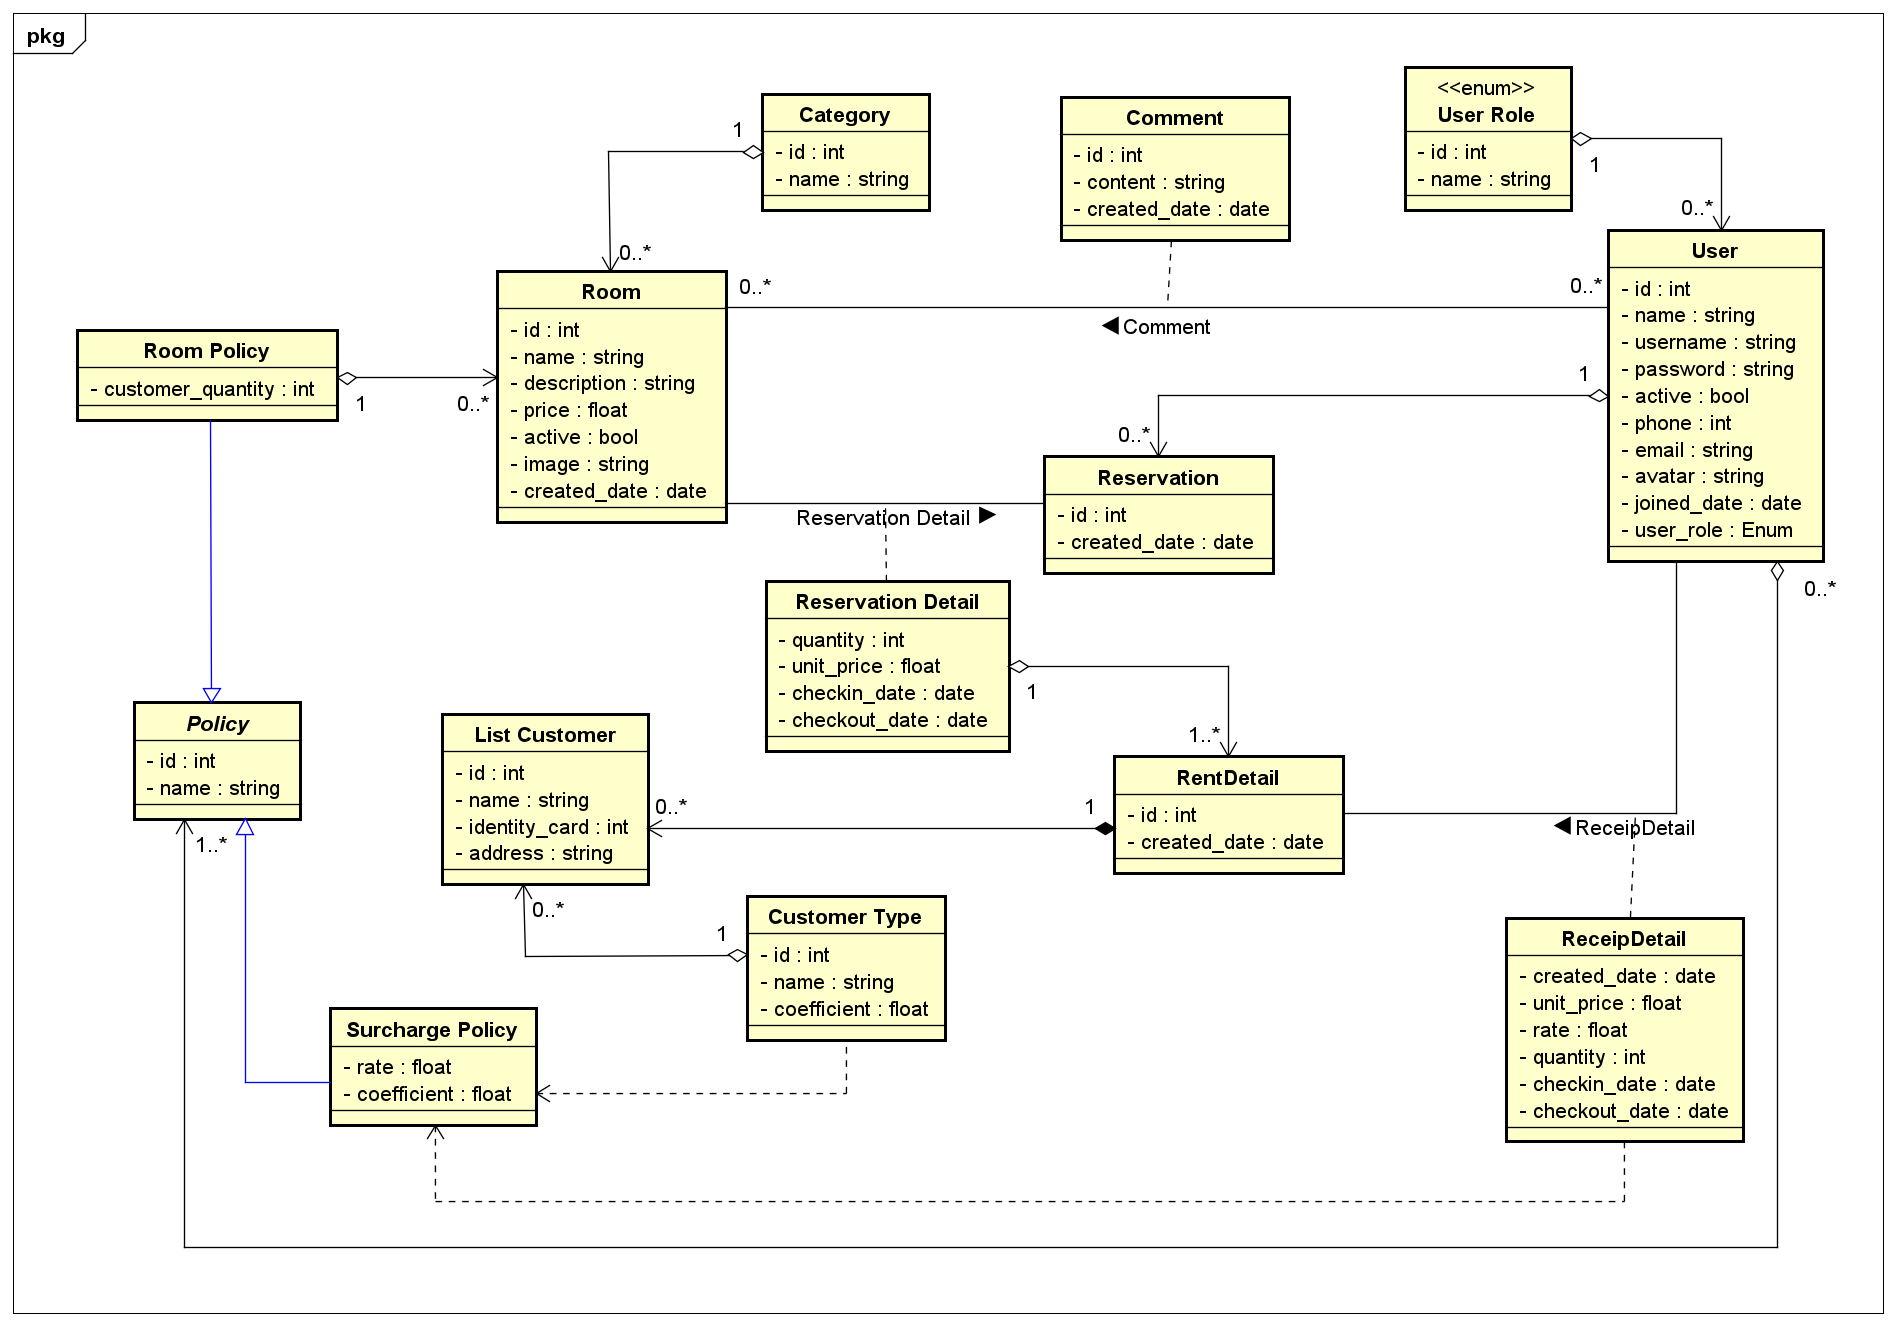 pkg
Category
- id : int
- name : string
1
0..*
Comment
- id : int
- content : string
- created_date : date
<<enum>>
User Role
- id : int
- name : string
1
0..*
User
- id : int
- name : string
- username : string
- password : string
- active : bool
- phone : int
- email : string
- avatar : string
- joined_date : date
- user_role : Enum
Room
- id : int
- name : string
- description : string
- price : float
- active : bool
- image : string
- created_date : date
0..*
0..*
◀ Comment
Room Policy
- customer_quantity : int
1
0..*
1
0..*
Reservation
- id : int
- created_date : date
Reservation Detail ▶
Reservation Detail
- quantity : int
- unit_price : float
- checkin_date : date
- checkout_date : date
1
1..*
0..*
Policy
- id : int
- name : string
1..*
List Customer
- id : int
- name : string
- identity_card : int
- address : string
0..*
1
RentDetail
- id : int
- created_date : date
◀ ReceipDetail
0..*
1
Customer Type
- id : int
- name : string
- coefficient : float
ReceipDetail
- created_date : date
- unit_price : float
- rate : float
- quantity : int
- checkin_date : date
- checkout_date : date
Surcharge Policy
- rate : float
- coefficient : float